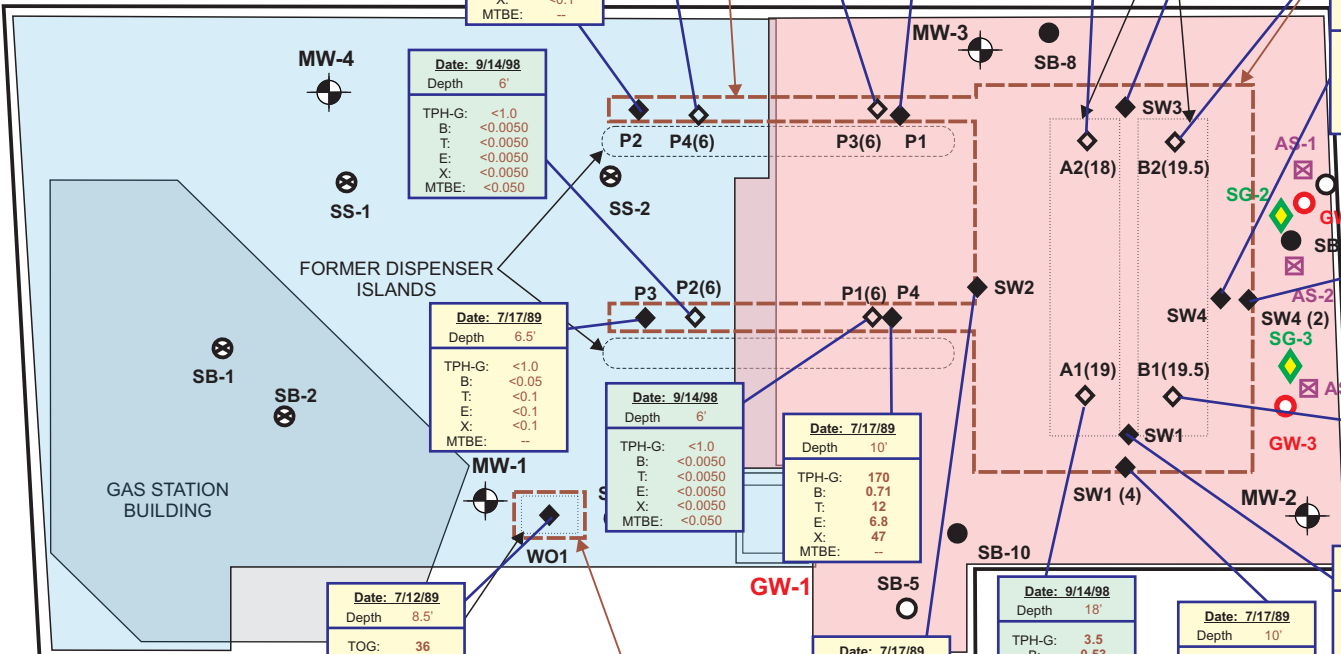 X: <0.1
MTBE: --
MW-3
SB-8
MW-4
Date: 9/14/98
Depth 6'
TPH-G: <1.0
B: <0.0050
T: <0.0050
E: <0.0050
X: <0.0050
MTBE: <0.050
P2
P4(6)
P3(6)
P1
SW3
A2(18)
B2(19.5)
AS-1
SG-2
SS-1
SS-2
FORMER DISPENSER
ISLANDS
P3
P2(6)
P1(6)
P4
SW2
SW4
AS-2
SW4 (2)
SG-3
Date: 7/17/89
Depth 6.5'
TPH-G: <1.0
B: <0.05
T: <0.1
E: <0.1
X: <0.1
MTBE: --
SB-1
SB-2
A1(19)
B1(19.5)
Date: 9/14/98
Depth 6'
TPH-G: <1.0
B: <0.0050
T: <0.0050
E: <0.0050
X: <0.0050
MTBE: <0.050
Date: 7/17/89
Depth 10'
TPH-G: 170
B: 0.71
T: 12
E: 6.8
X: 47
MTBE: --
SW1
GW-3
MW-1
SW1 (4)
MW-2
GAS STATION
BUILDING
WO1
SB-10
GW-1
SB-5
Date: 7/12/89
Depth 8.5'
TOG: 36
Date: 9/14/98
Depth 18'
TPH-G: 3.5
B: 0.53
Date: 7/17/89
Depth 10'
Date: 7/17/89